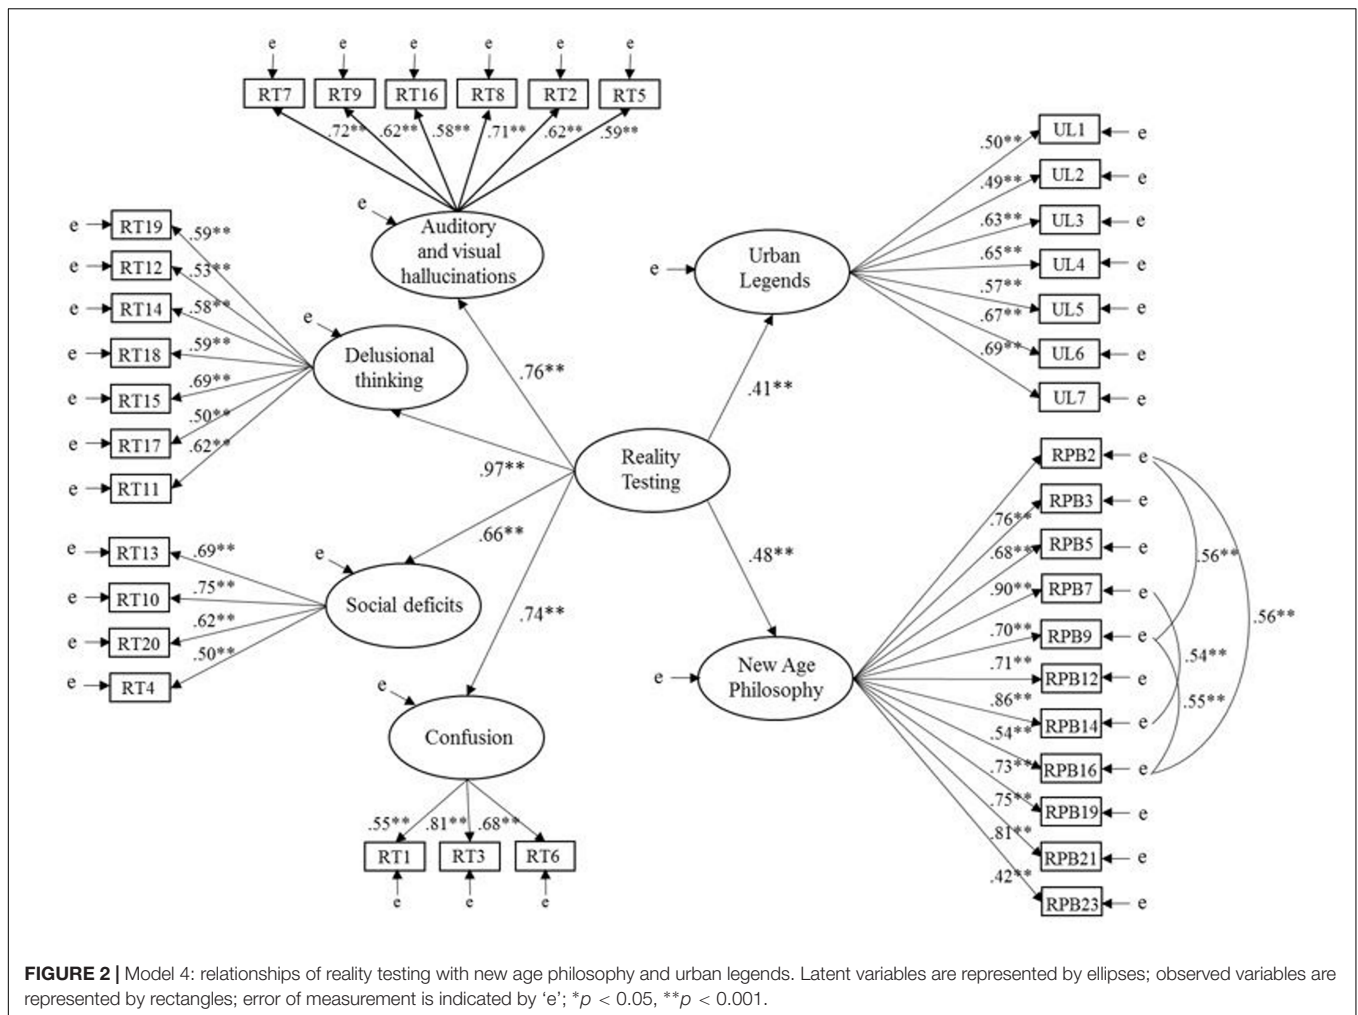 e e e e e e
RT7 RT9 RT16 RT8 RT2 RT5
.72** .62** .58** .71** .62** .59**
e
Auditory
and visual
hallucinations
e RT19 .59**
e RT12 .53**
e RT14 .58**
e RT18 .59**
e RT15 .69**
e RT17 .50**
e RT11 .62**
e
Delusional
thinking
e RT13 .69**
e RT10 .75**
e RT20 .62**
e RT4 .50**
e
Social deficits
e
Confusion
.55** .81** .68**
RT1 RT3 RT6
e e e
.76**
.97**
.66**
.74**
Reality
Testing
.41**
.48**
e
Urban
Legends
.50** UL1 e
.49** UL2 e
.63** UL3 e
.65** UL4 e
.57** UL5 e
.67** UL6 e
.69** UL7 e
e
New Age
Philosophy
.76** RPB2 e
.68** RPB3 e
.90** RPB5 e
.70** RPB7 e
.71** RPB9 e
.86** RPB12 e
.54** RPB14 e
.73** RPB16 e
.75** RPB19 e
.81** RPB21 e
.42** RPB23 e
.56**
.56**
.54**
.55**
FIGURE 2 | Model 4: relationships of reality testing with new age philosophy and urban legends. Latent variables are represented by ellipses; observed variables are
represented by rectangles; error of measurement is indicated by ‘e’; *p < 0.05, **p < 0.001.